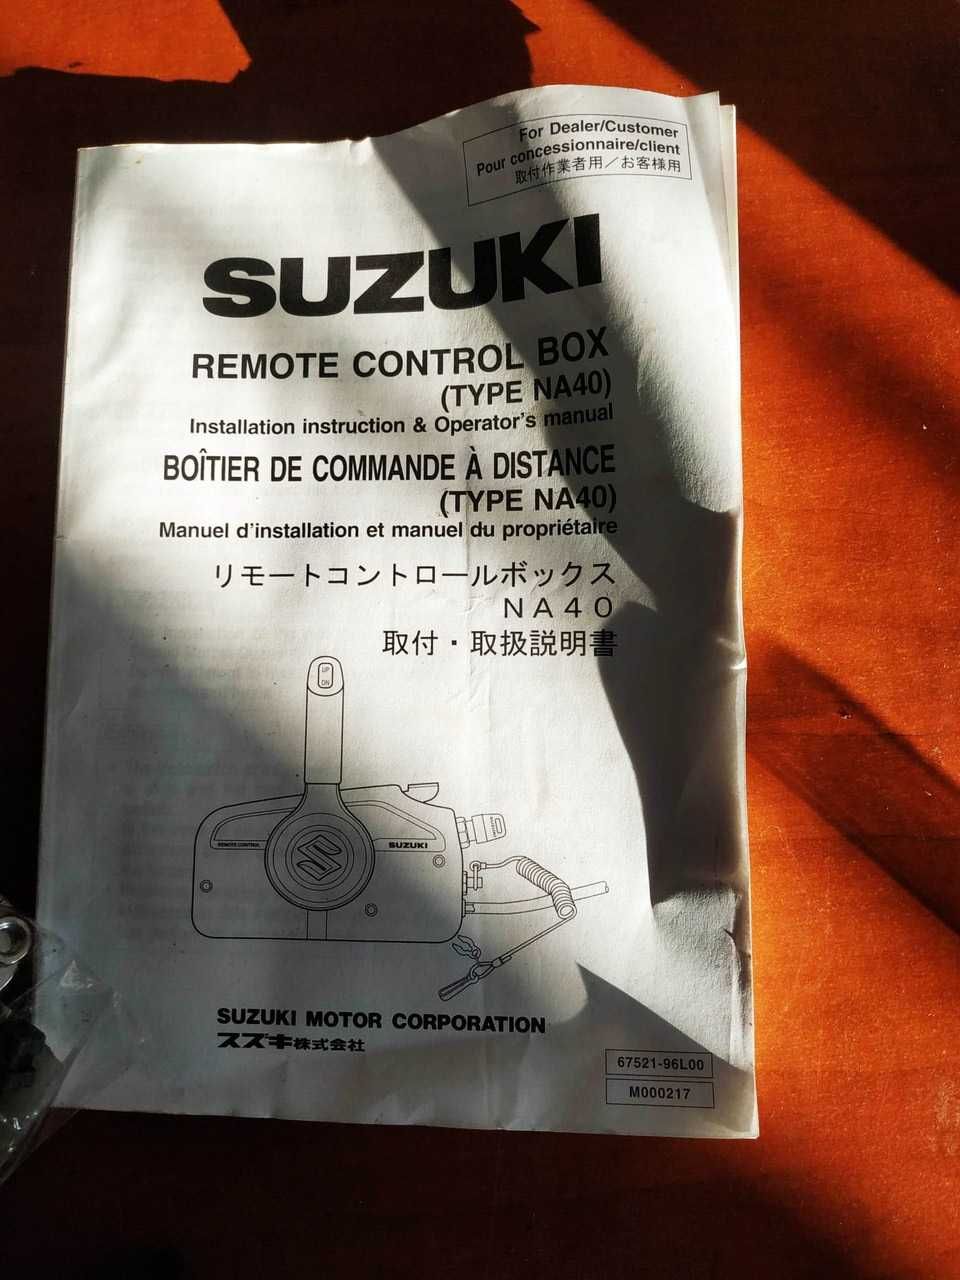 For Dealer/Customer
Pour concessionnaire/client
取付作業者用／お客様用
SUZUKI
REMOTE CONTROL BOX
(TYPE NA40)
Installation instruction & Operator's manual
BOÎTIER DE COMMANDE À DISTANCE
(TYPE NA40)
Manuel d'installation et manuel du propriétaire
リモートコントロールボックス
ＮＡ４０
取付・取扱説明書
UP
DN
REMOTE CONTROL
SUZUKI
SUZUKI MOTOR CORPORATION
スズキ株式会社
67521-96L00
M000217